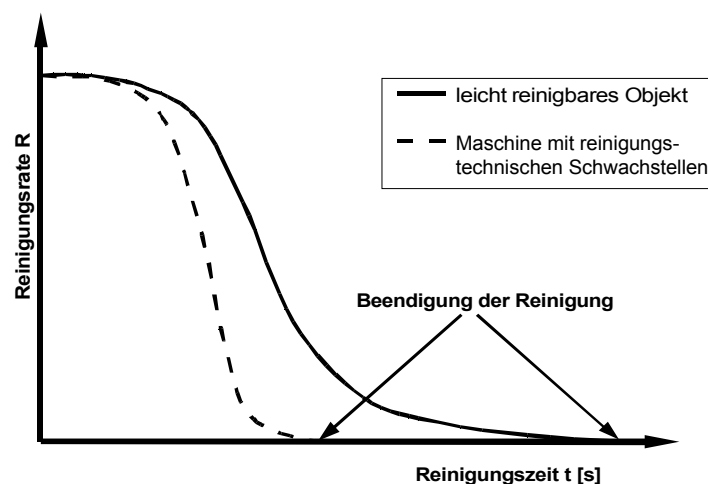 Reinigungsrate R
leicht reinigbares Objekt
Maschine mit reinigungs-
technischen Schwachstellen
Beendigung der Reinigung
Reinigungszeit t [s]